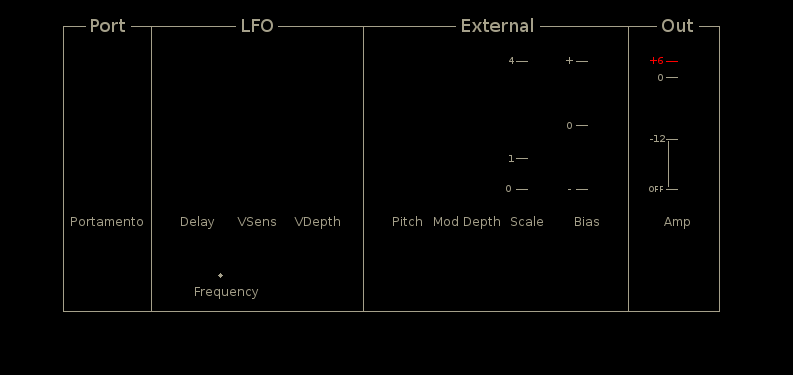 Port LFO External Out
4 + +6
0
0
-12
1
0 - OFF
Portamento Delay VSens VDepth Pitch Mod Depth Scale Bias Amp
Frequency